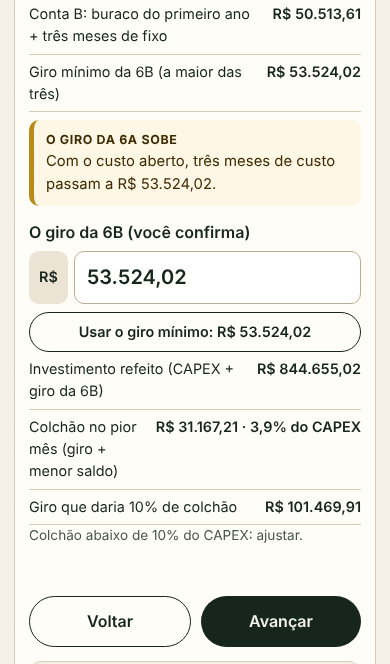 Conta B: buraco do primeiro ano R$ 50.513,61
+ três meses de fixo
Giro mínimo da 6B (a maior das R$ 53.524,02
três)
O GIRO DA 6A SOBE
Com o custo aberto, três meses de custo
passam a R$ 53.524,02.
O giro da 6B (você confirma)
R$ 53.524,02
Usar o giro mínimo: R$ 53.524,02
Investimento refeito (CAPEX + R$ 844.655,02
giro da 6B)
Colchão no pior R$ 31.167,21 · 3,9% do CAPEX
mês (giro +
menor saldo)
Giro que daria 10% de colchão R$ 101.469,91
Colchão abaixo de 10% do CAPEX: ajustar.
Voltar Avançar